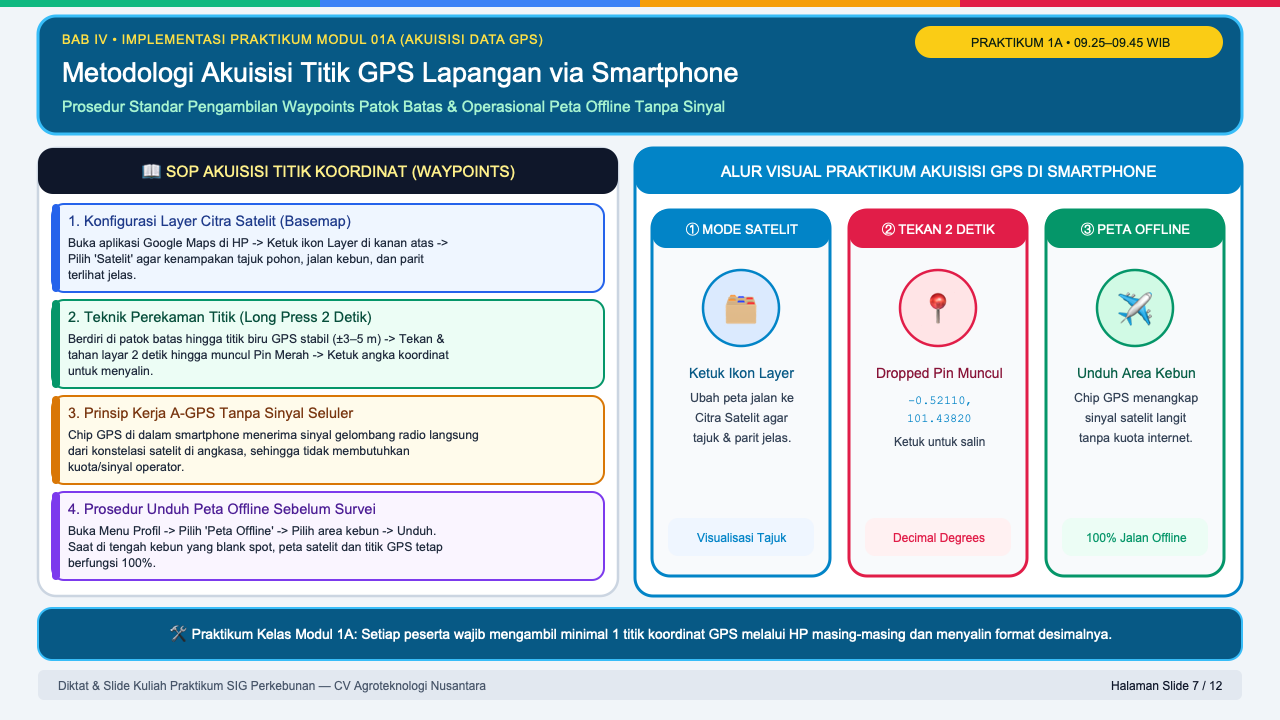 BAB IV • IMPLEMENTASI PRAKTIKUM MODUL 01A (AKUISISI DATA GPS)
PRAKTIKUM 1A • 09.25–09.45 WIB
Metodologi Akuisisi Titik GPS Lapangan via Smartphone
Prosedur Standar Pengambilan Waypoints Patok Batas & Operasional Peta Offline Tanpa Sinyal
📖 SOP AKUISISI TITIK KOORDINAT (WAYPOINTS)
1. Konfigurasi Layer Citra Satelit (Basemap)
Buka aplikasi Google Maps di HP -> Ketuk ikon Layer di kanan atas ->
Pilih 'Satelit' agar kenampakan tajuk pohon, jalan kebun, dan parit
terlihat jelas.
2. Teknik Perekaman Titik (Long Press 2 Detik)
Berdiri di patok batas hingga titik biru GPS stabil (±3–5 m) -> Tekan &
tahan layar 2 detik hingga muncul Pin Merah -> Ketuk angka koordinat
untuk menyalin.
3. Prinsip Kerja A-GPS Tanpa Sinyal Seluler
Chip GPS di dalam smartphone menerima sinyal gelombang radio langsung
dari konstelasi satelit di angkasa, sehingga tidak membutuhkan
kuota/sinyal operator.
4. Prosedur Unduh Peta Offline Sebelum Survei
Buka Menu Profil -> Pilih 'Peta Offline' -> Pilih area kebun -> Unduh.
Saat di tengah kebun yang blank spot, peta satelit dan titik GPS tetap
berfungsi 100%.
ALUR VISUAL PRAKTIKUM AKUISISI GPS DI SMARTPHONE
① MODE SATELIT
Ketuk Ikon Layer
Ubah peta jalan ke
Citra Satelit agar
tajuk & parit jelas.
Visualisasi Tajuk
② TEKAN 2 DETIK
Dropped Pin Muncul
-0.52110,
101.43820
Ketuk untuk salin
Decimal Degrees
③ PETA OFFLINE
Unduh Area Kebun
Chip GPS menangkap
sinyal satelit langit
tanpa kuota internet.
100% Jalan Offline
🛠️ Praktikum Kelas Modul 1A: Setiap peserta wajib mengambil minimal 1 titik koordinat GPS melalui HP masing-masing dan menyalin format desimalnya.
Diktat & Slide Kuliah Praktikum SIG Perkebunan — CV Agroteknologi Nusantara
Halaman Slide 7 / 12